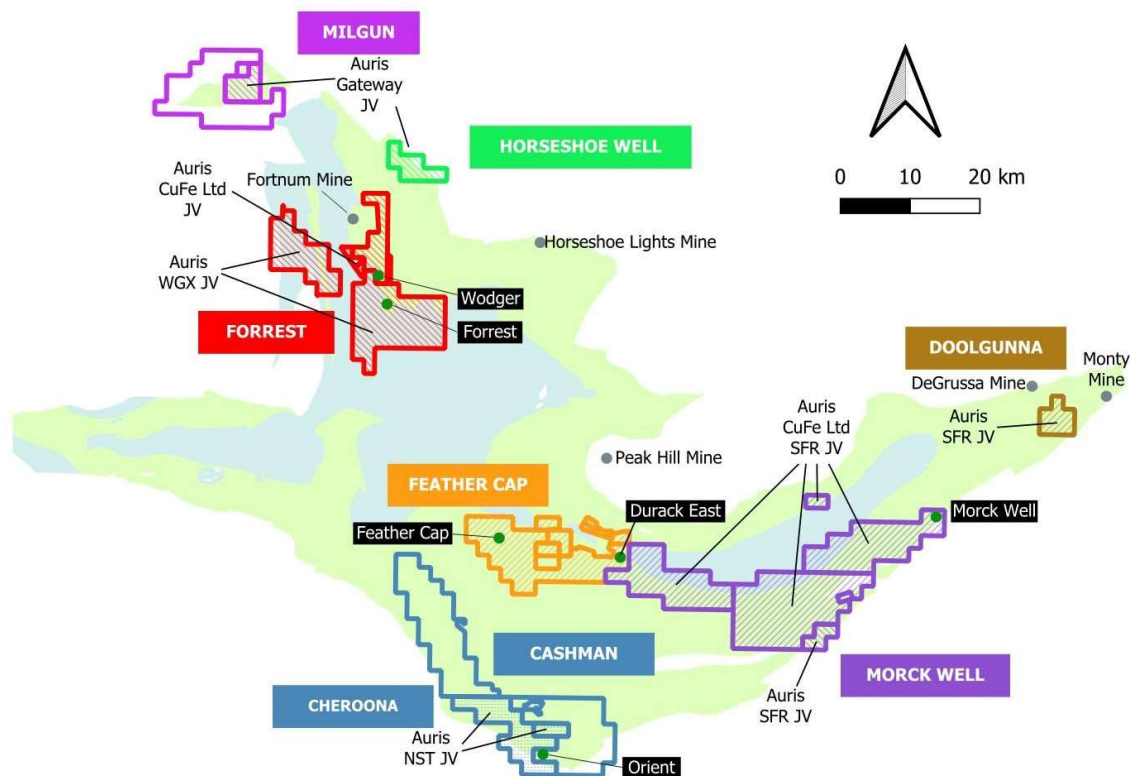 MILGUN
Auris
Gateway
JV
HORSESHOE WELL
0 10 20 km
Auris
CuFe Ltd
JV
Fortnum Mine
Horseshoe Lights Mine
Auris
WGX JV
Wodger
Forrest
FORREST
DOOLGUNNA
Monty
Mine
DeGrussa Mine
Auris
SFR JV
Auris
CuFe Ltd
SFR JV
Peak Hill Mine
FEATHER CAP
Durack East
Morck Well
Feather Cap
CASHMAN
MORCK WELL
CHEROONA
Auris
SFR JV
Auris
NST JV
Orient